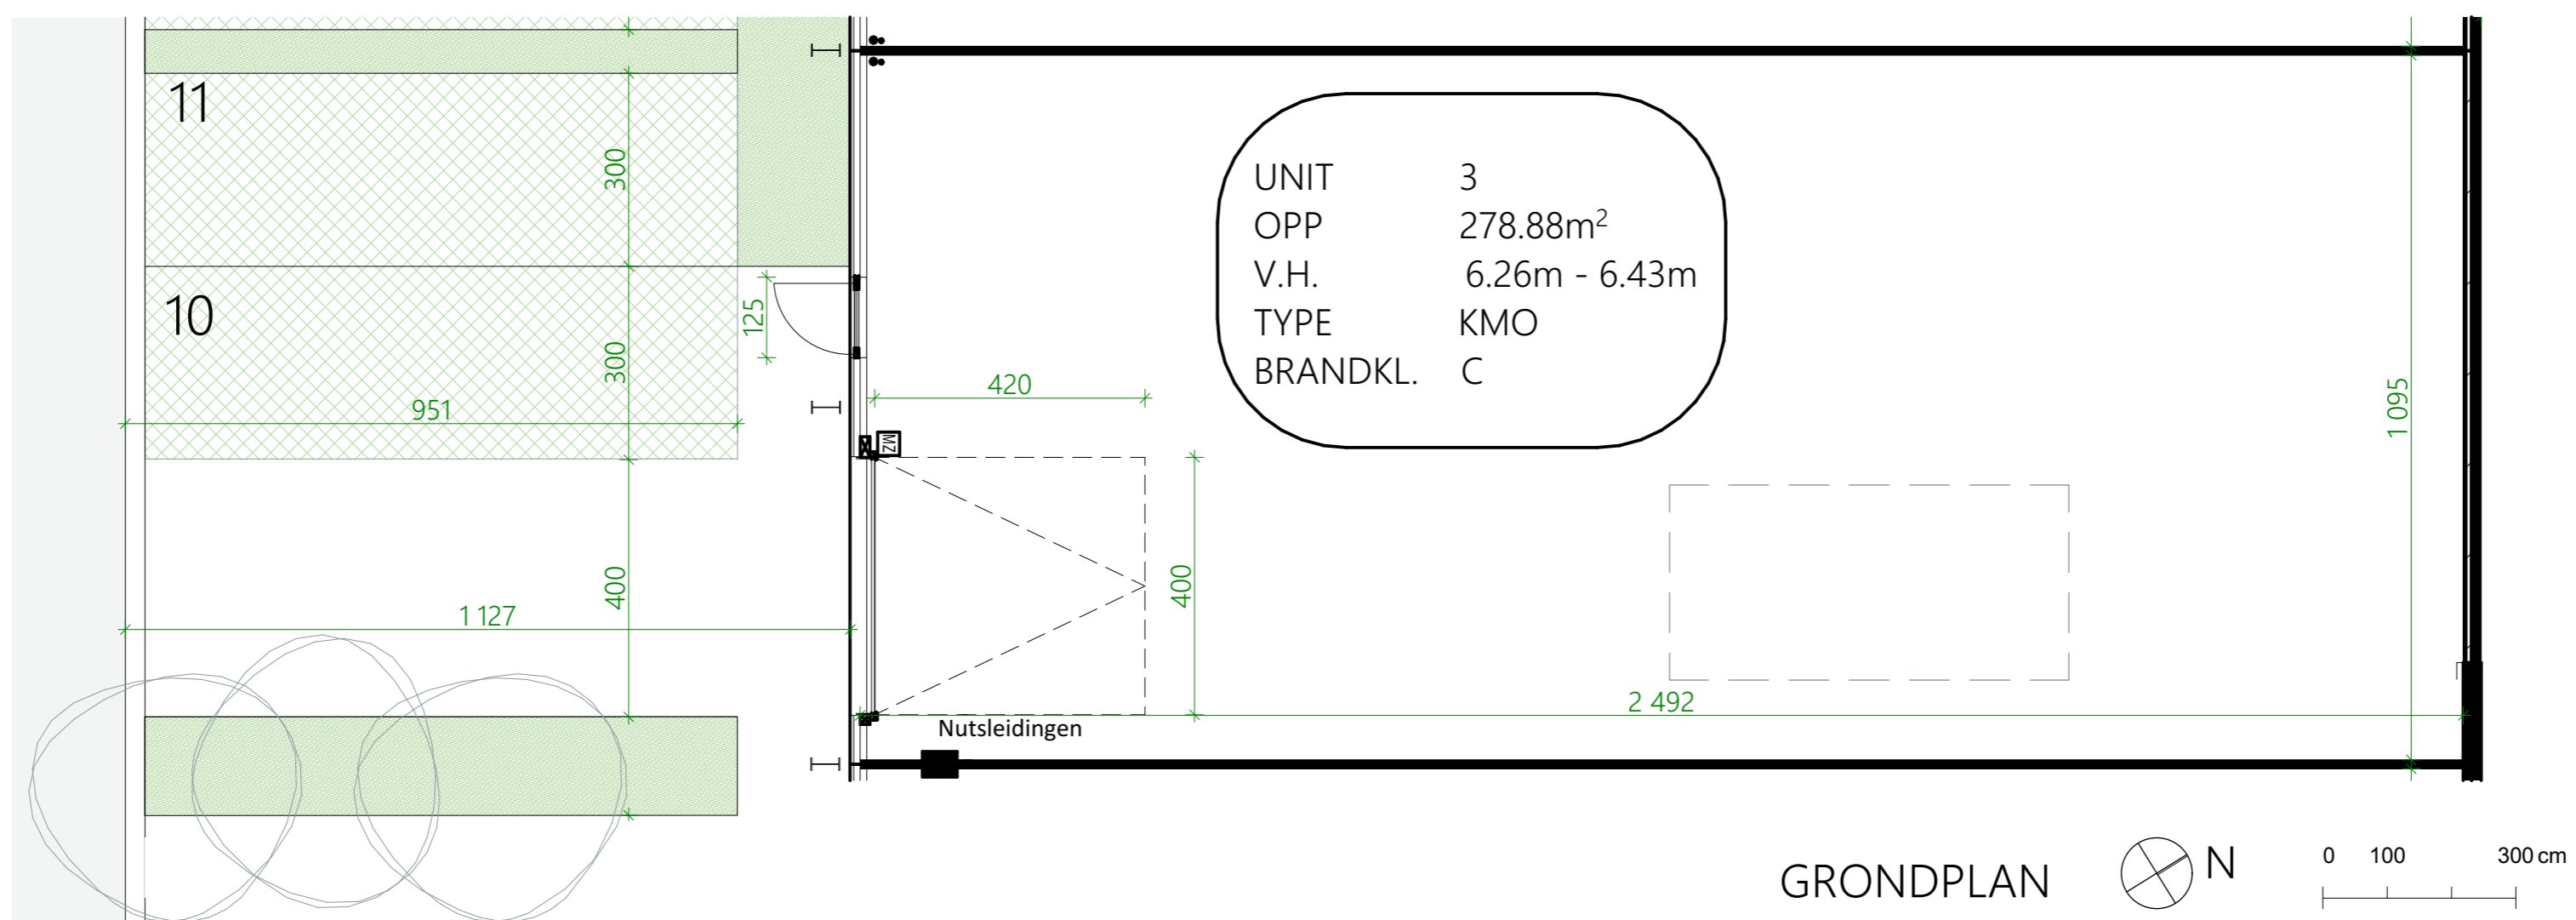 11
300
UNIT 3
OPP 278.88m²
V.H. 6.26m - 6.43m
TYPE KMO
BRANDKL. C
10
125
300
420
951
1 095
MZ
400
400
1 127
2 492
Nutsleidingen
GRONDPLAN
N
0 100 300 cm